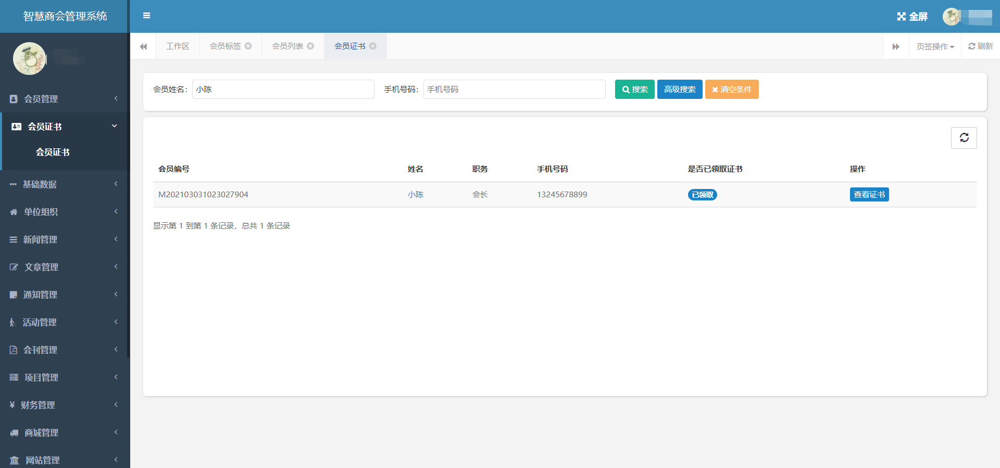 智慧商会管理系统
全屏
工作区 会员标签 会员列表 会员证书 页签操作 刷新
会员管理
会员证书
会员证书
基础数据
单位组织
新闻管理
文章管理
通知管理
活动管理
会刊管理
项目管理
财务管理
商城管理
网站管理
会员姓名： 小陈 手机号码： 手机号码 搜索 高级搜索 清空条件
会员编号 姓名 职务 手机号码 是否已领取证书 操作
M202103031023027904 小陈 会长 13245678899 已领取 查看证书
显示第 1 到第 1 条记录，总共 1 条记录